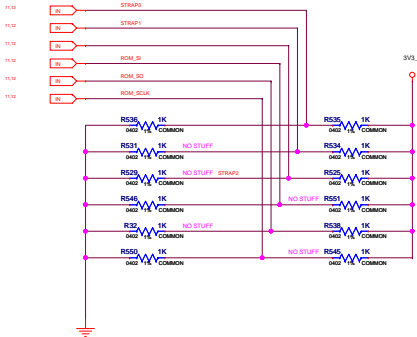 11,12 IN STRAP0
11,12 IN STRAP1
11,12 IN
11,12 IN ROM_SI
11,12 IN ROM_SO
11,12 IN ROM_SCLK
3V3_
R536 1K R535 1K
0402 1% COMMON 0402 1% COMMON
R531 1K NO STUFF R534 1K
0402 1% COMMON 0402 1% COMMON
R529 1K NO STUFF STRAP2 R525 1K
0402 1% COMMON 0402 1% COMMON
R546 1K NO STUFF R551 1K
0402 1% COMMON 0402 1% COMMON
R32 1K NO STUFF R538 1K
0402 1% COMMON 0402 1% COMMON
R550 1K NO STUFF R545 1K
0402 1% COMMON 0402 1% COMMON